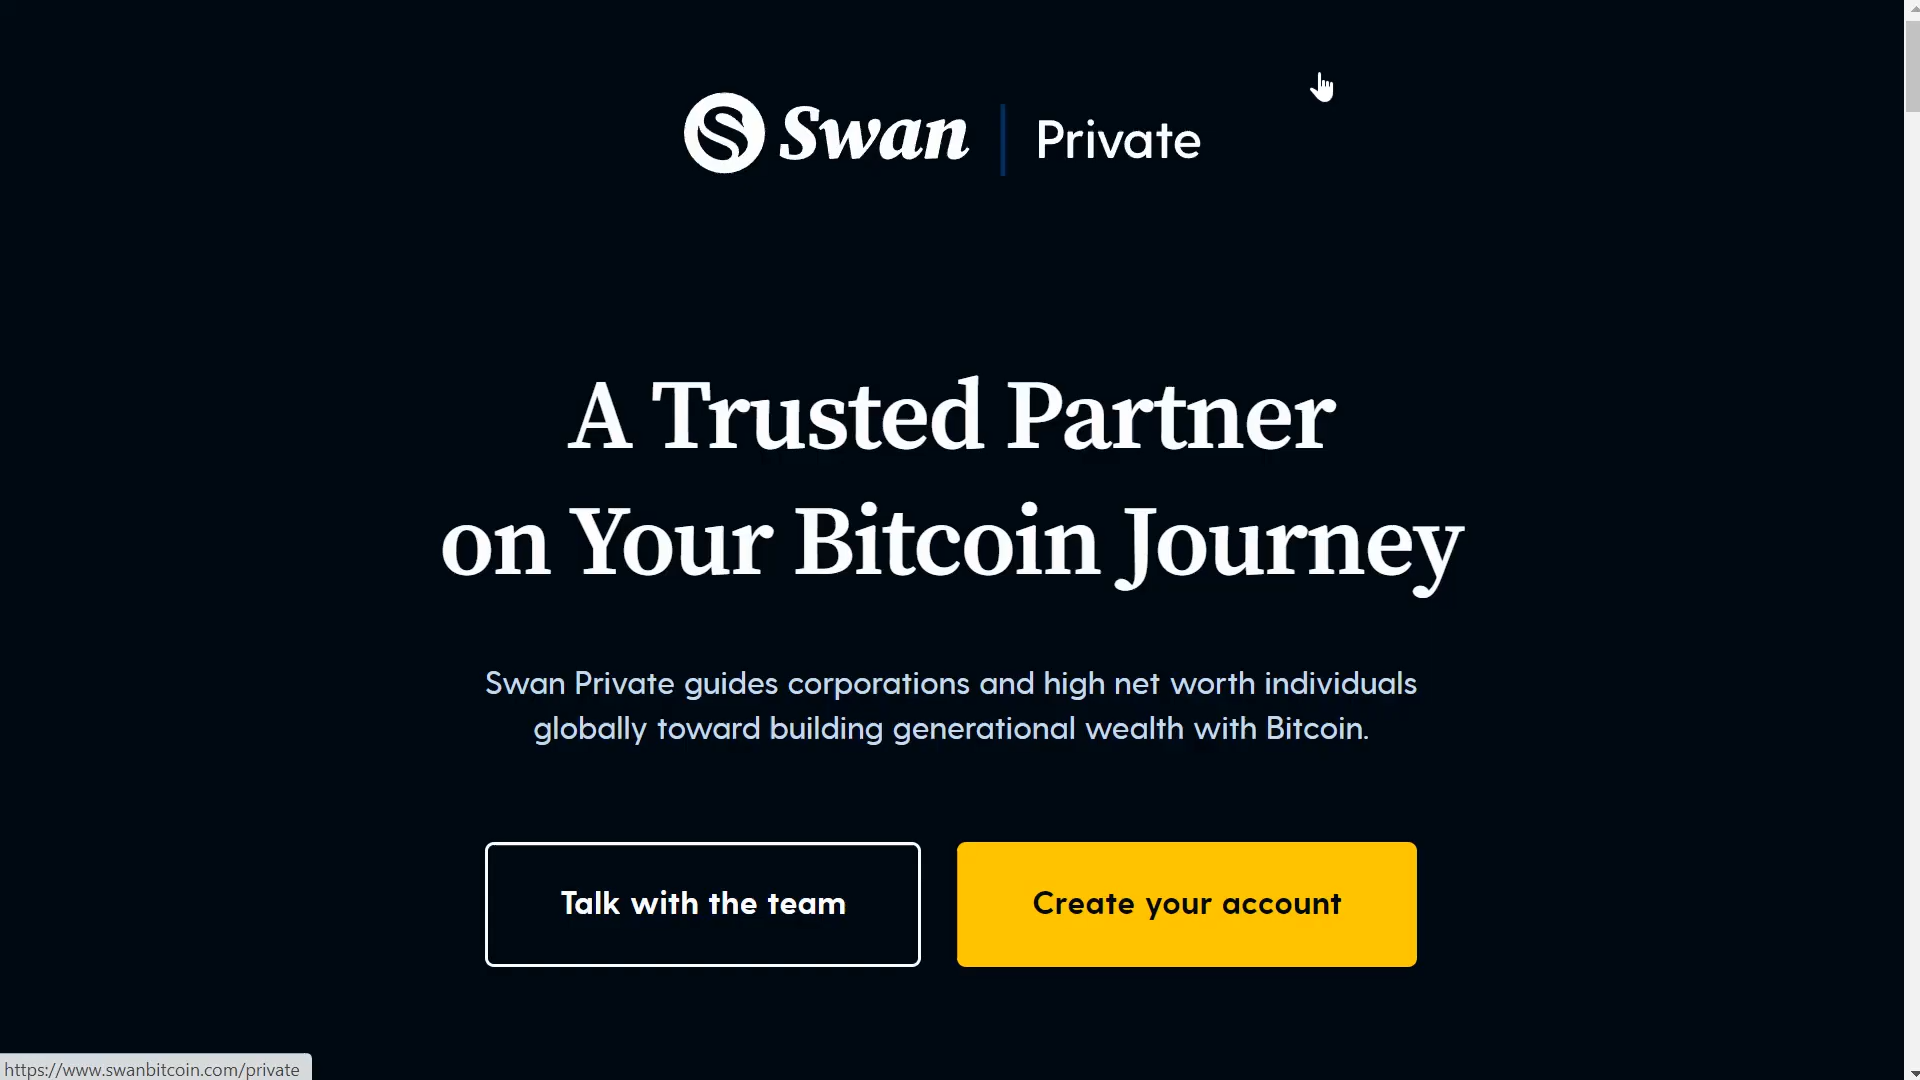 Swan | Private
A Trusted Partner
on Your Bitcoin Journey
Swan Private guides corporations and high net worth individuals
globally toward building generational wealth with Bitcoin.
Talk with the team
Create your account
https://www.swanbitcoin.com/private